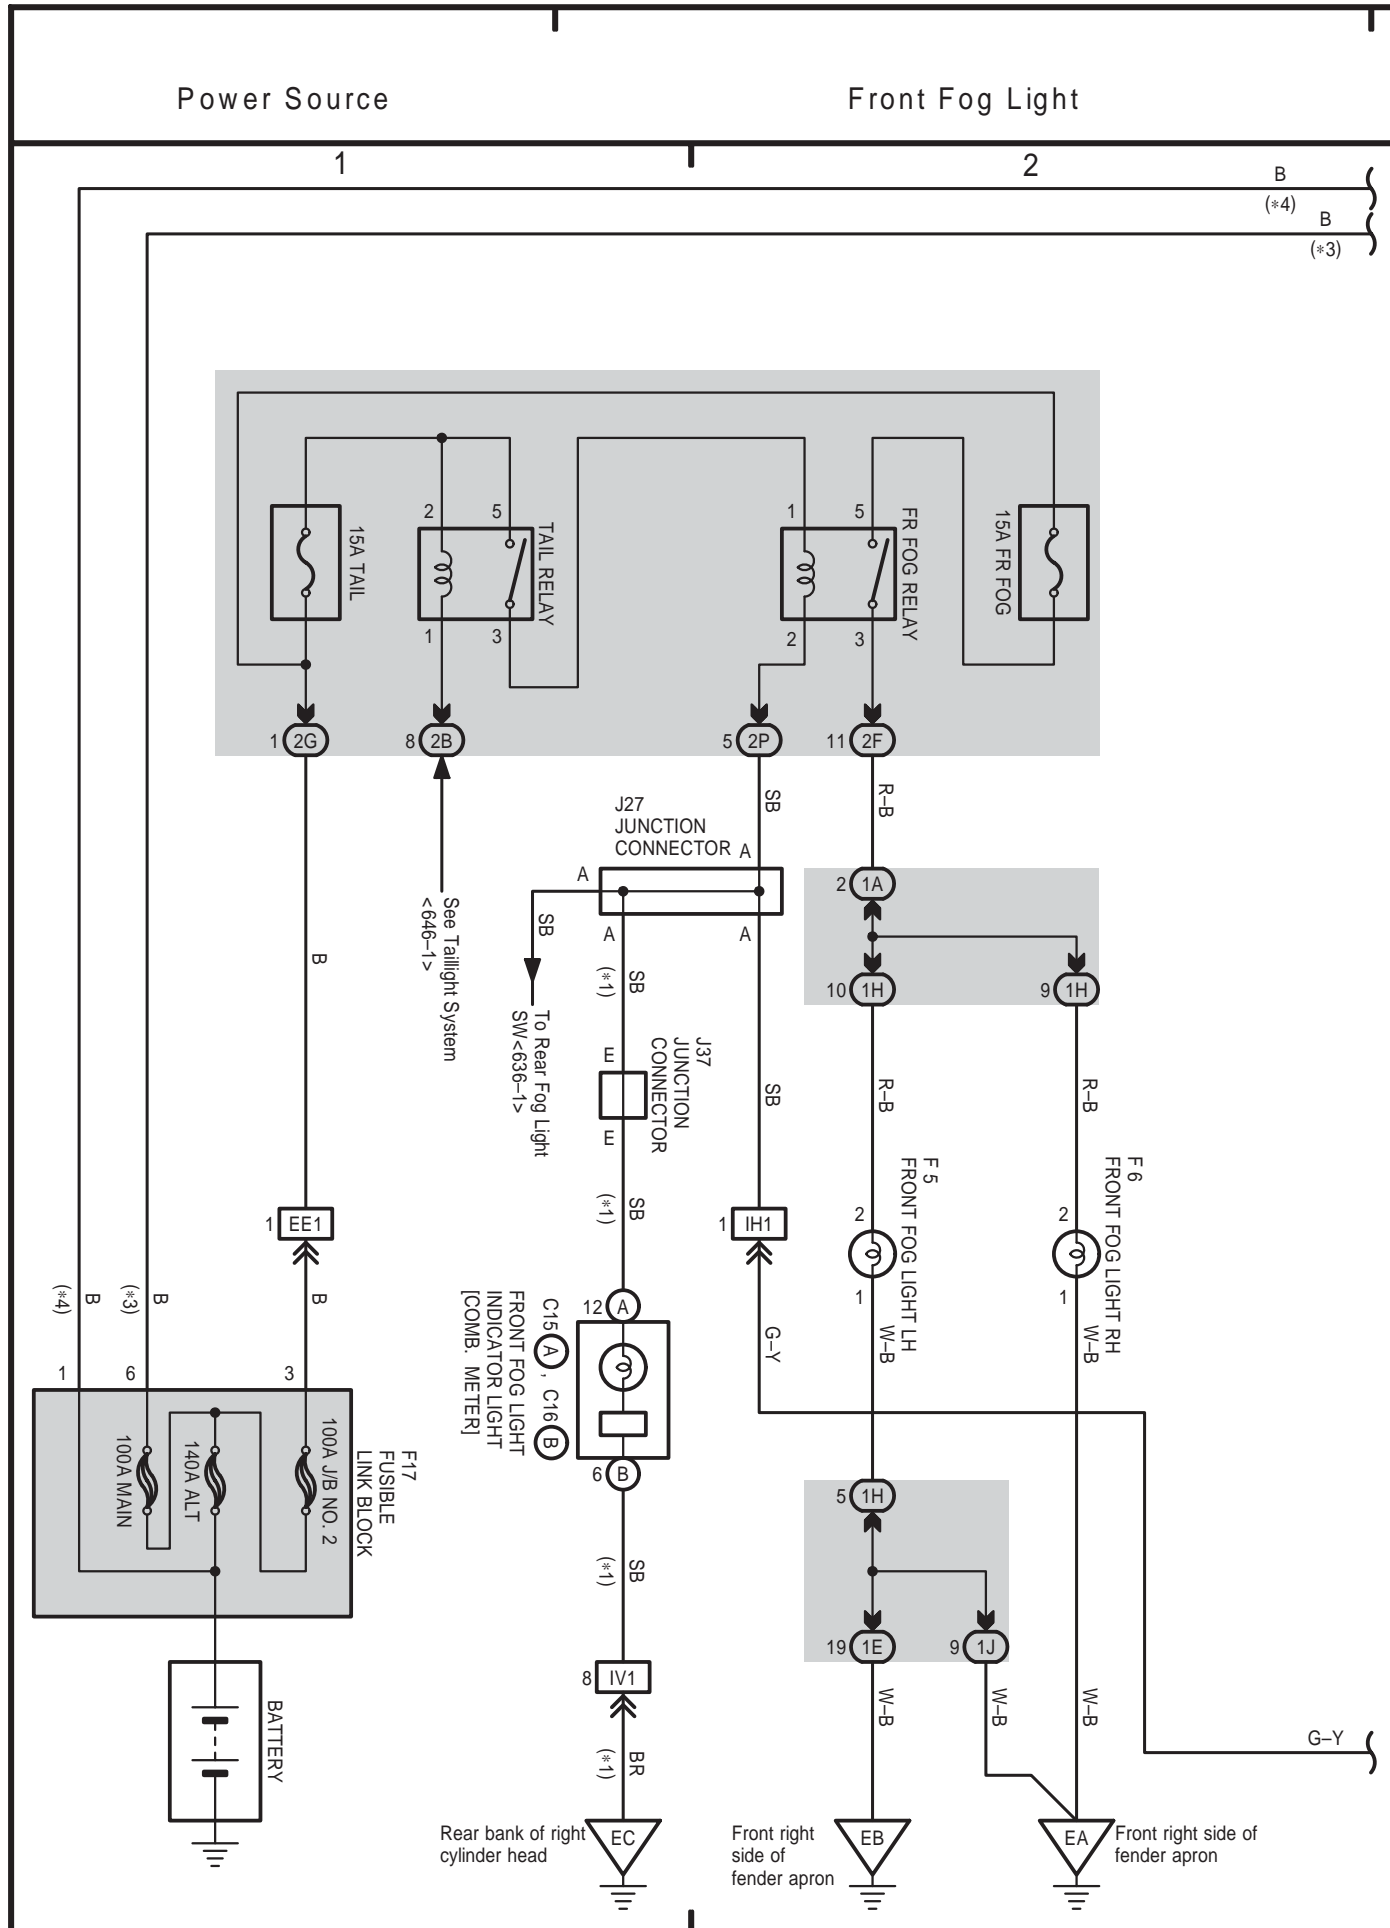 Power Source
Front Fog Light
1
2
B
(*4)
B
(*3)
15A TAIL
2
5
1
3
TAIL RELAY
1
5
2
3
FR FOG RELAY
15A FR FOG
1
2G
8
2B
5
2P
11
2F
B
See Taillight System
<646–1>
SB
R–B
J27
JUNCTION
CONNECTOR
A
A
A
A
SB
To Rear Fog Light
SW<636–1>
SB
(*1)
2
1A
10
1H
9
1H
E
E
J37
JUNCTION
CONNECTOR
SB
R–B
R–B
SB
(*1)
1
EE1
1
IH1
2
1
F 5
FRONT FOG LIGHT LH
2
1
F 6
FRONT FOG LIGHT RH
B
(*4)
B
(*3)
B
12
A
C15 A , C16 B
FRONT FOG LIGHT
INDICATOR LIGHT
[COMB. METER]
G–Y
W–B
W–B
1
6
3
100A MAIN
140A ALT
100A J/B NO. 2
F17
FUSIBLE
LINK BLOCK
6
B
5
1H
SB
(*1)
19
1E
9
1J
8
IV1
BATTERY
BR
(*1)
W–B
W–B
W–B
G–Y
Rear bank of right
cylinder head
EC
Front right
side of
fender apron
EB
EA
Front right side of
fender apron